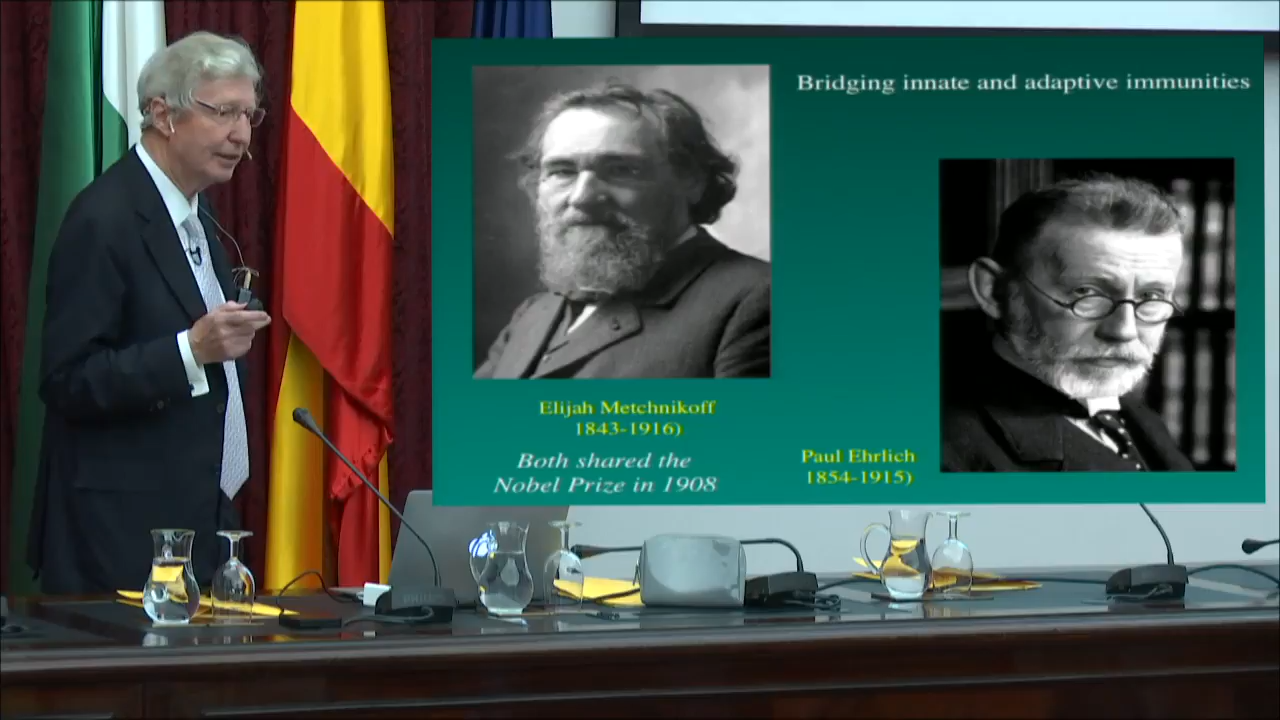 Bridging innate and adaptive immunities
Elijah Metchnikoff
1843-1916)
Both shared the
Nobel Prize in 1908
Paul Ehrlich
1854-1915)